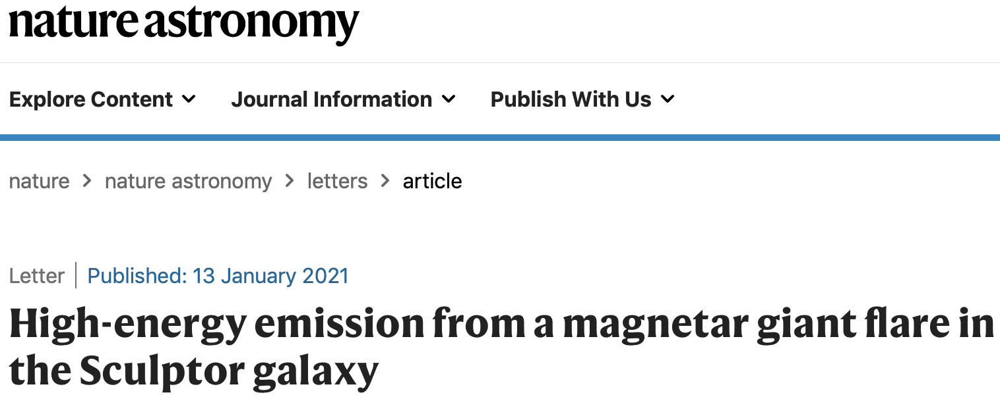 nature astronomy
Explore Content Journal Information Publish With Us
nature > nature astronomy > letters > article
Letter | Published: 13 January 2021
High-energy emission from a magnetar giant flare in
the Sculptor galaxy